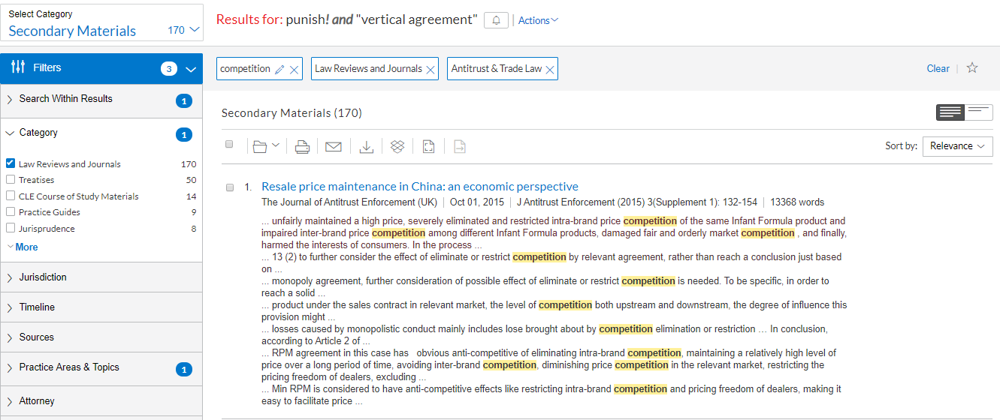 Select Category
Secondary Materials 170
Results for: punish! and "vertical agreement" Actions
Filters 3
competition Law Reviews and Journals Antitrust & Trade Law Clear
Search Within Results 1
Category 1
Law Reviews and Journals 170
Treatises 50
CLE Course of Study Materials 14
Practice Guides 9
Jurisprudence 8
More
Jurisdiction
Timeline
Sources
Practice Areas & Topics 1
Attorney
Secondary Materials (170)
Sort by: Relevance
1. Resale price maintenance in China: an economic perspective
The Journal of Antitrust Enforcement (UK) | Oct 01, 2015 | J Antitrust Enforcement (2015) 3(Supplement 1): 132-154 | 13368 words
... unfairly maintained a high price, severely eliminated and restricted intra-brand price competition of the same Infant Formula product and
impaired inter-brand price competition among different Infant Formula products, damaged fair and orderly market competition , and finally,
harmed the interests of consumers. In the process ...
... 13 (2) to further consider the effect of eliminate or restrict competition by relevant agreement, rather than reach a conclusion just based
on ...
... monopoly agreement, further consideration of possible effect of eliminate or restrict competition is needed. To be specific, in order to
reach a solid ...
... product under the sales contract in relevant market, the level of competition both upstream and downstream, the degree of influence this
provision might ...
... losses caused by monopolistic conduct mainly includes lose brought about by competition elimination or restriction … In conclusion,
according to Article 2 of ...
... RPM agreement in this case has obvious anti-competitive of eliminating intra-brand competition, maintaining a relatively high level of
price over a long period of time, avoiding inter-brand competition, diminishing price competition in the relevant market, restricting the
pricing freedom of dealers, excluding ...
... Min RPM is considered to have anti-competitive effects like restricting intra-brand competition and pricing freedom of dealers, making it
easy to facilitate price ...